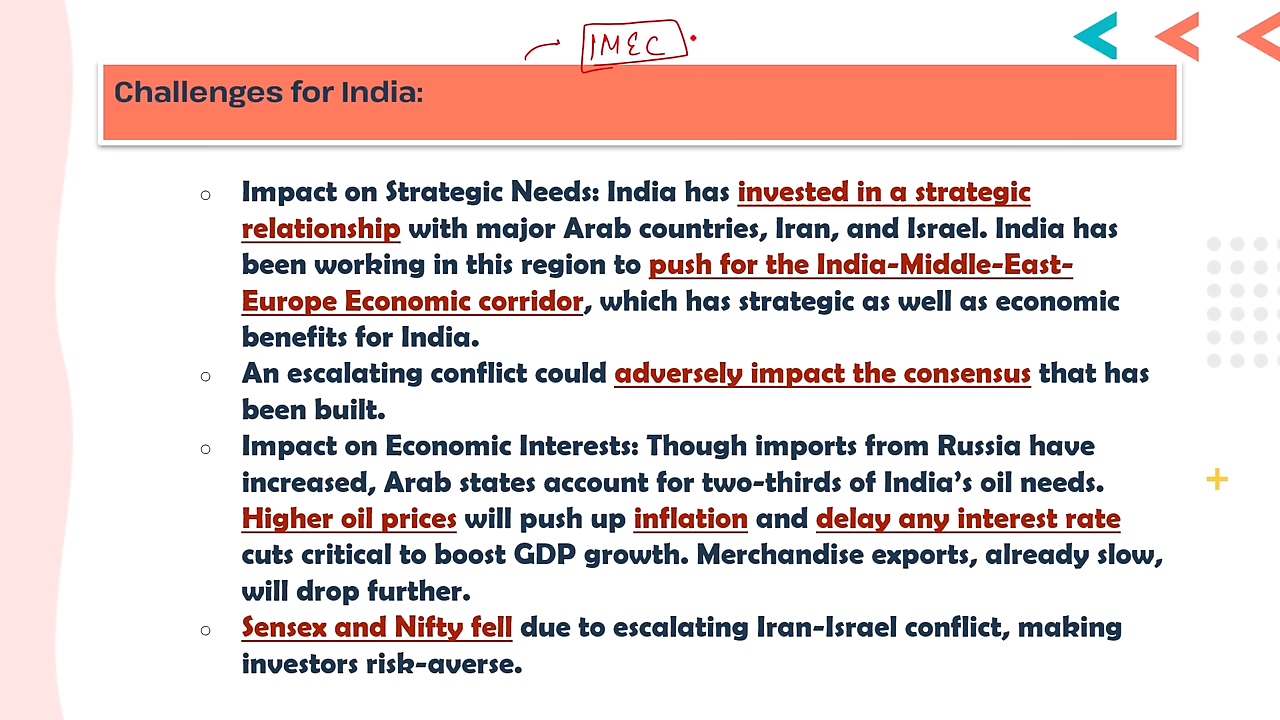 IMEC
Challenges for India:
Impact on Strategic Needs: India has invested in a strategic
relationship with major Arab countries, Iran, and Israel. India has
been working in this region to push for the India-Middle-East-
Europe Economic corridor, which has strategic as well as economic
benefits for India.
An escalating conflict could adversely impact the consensus that has
been built.
Impact on Economic Interests: Though imports from Russia have
increased, Arab states account for two-thirds of India’s oil needs.
Higher oil prices will push up inflation and delay any interest rate
cuts critical to boost GDP growth. Merchandise exports, already slow,
will drop further.
Sensex and Nifty fell due to escalating Iran-Israel conflict, making
investors risk-averse.